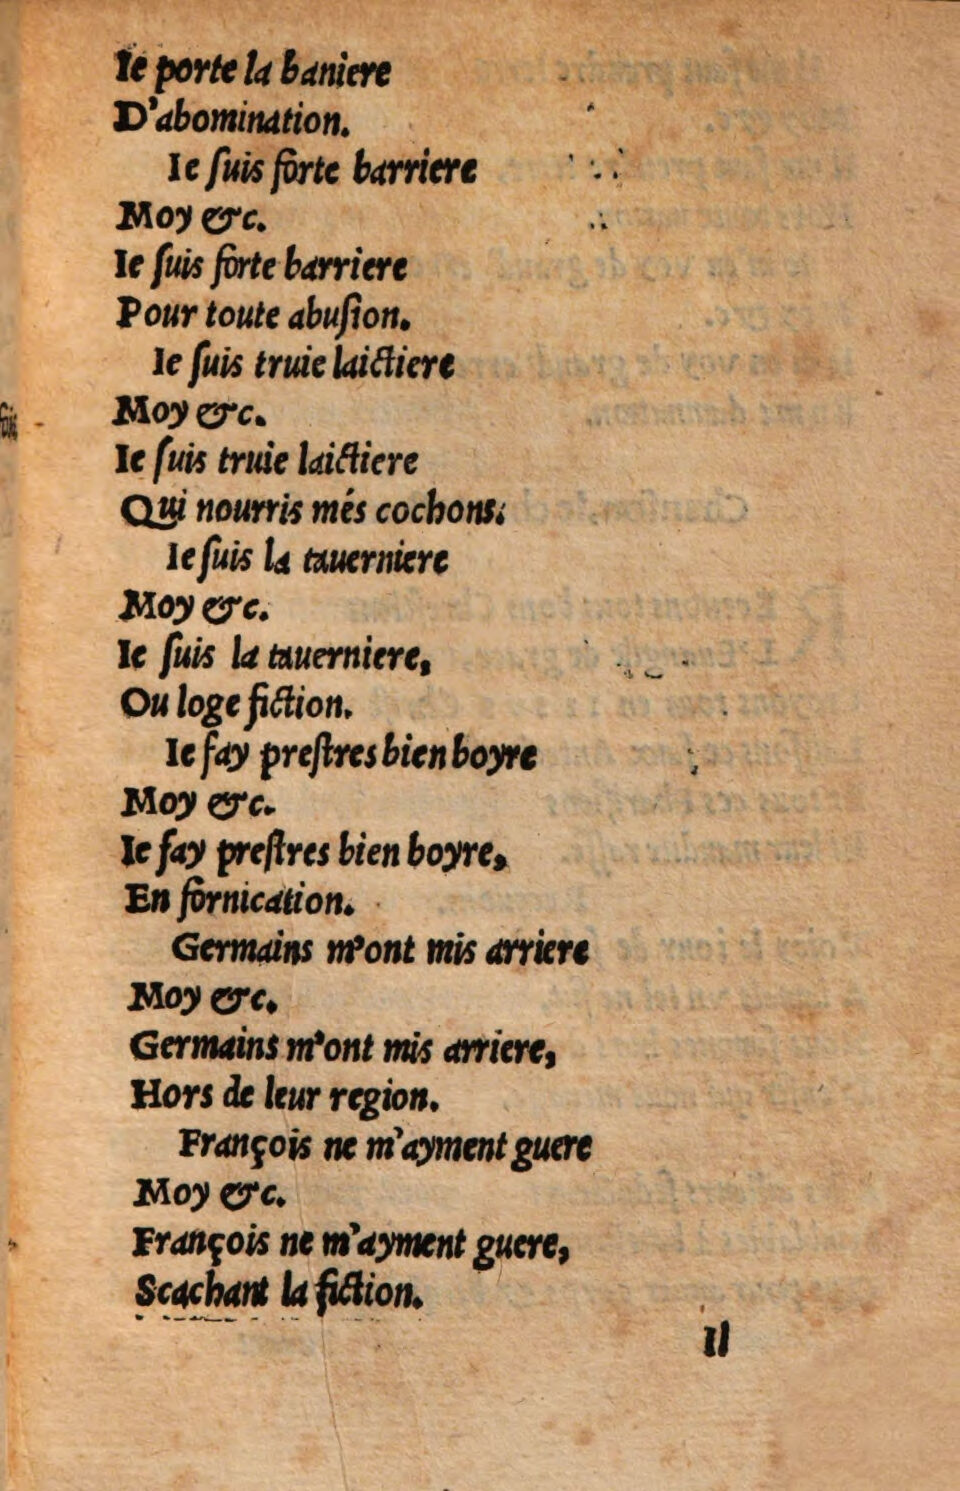 Ie porte la baniere
D'abomination.
Ie ſuis forte barriere
Moy &c.
Ie ſuis forte barriere
Pour toute abuſion.
Ie ſuis truie laictiere
Moy &c.
Ie ſuis truie laictiere
Qui nourris més cochons.
Ie ſuis la tauerniere
Moy &c.
Ie ſuis la tauerniere,
Ou loge fiction.
Ie fay preſtres bien boyre
Moy &c.
Ie fay preſtres bien boyre,
En fornication.
Germains m'ont mis arriere
Moy &c.
Germains m'ont mis arriere,
Hors de leur region.
François ne m'ayment guere
Moy &c.
François ne m'ayment guere,
Scachant la fiction.
Il